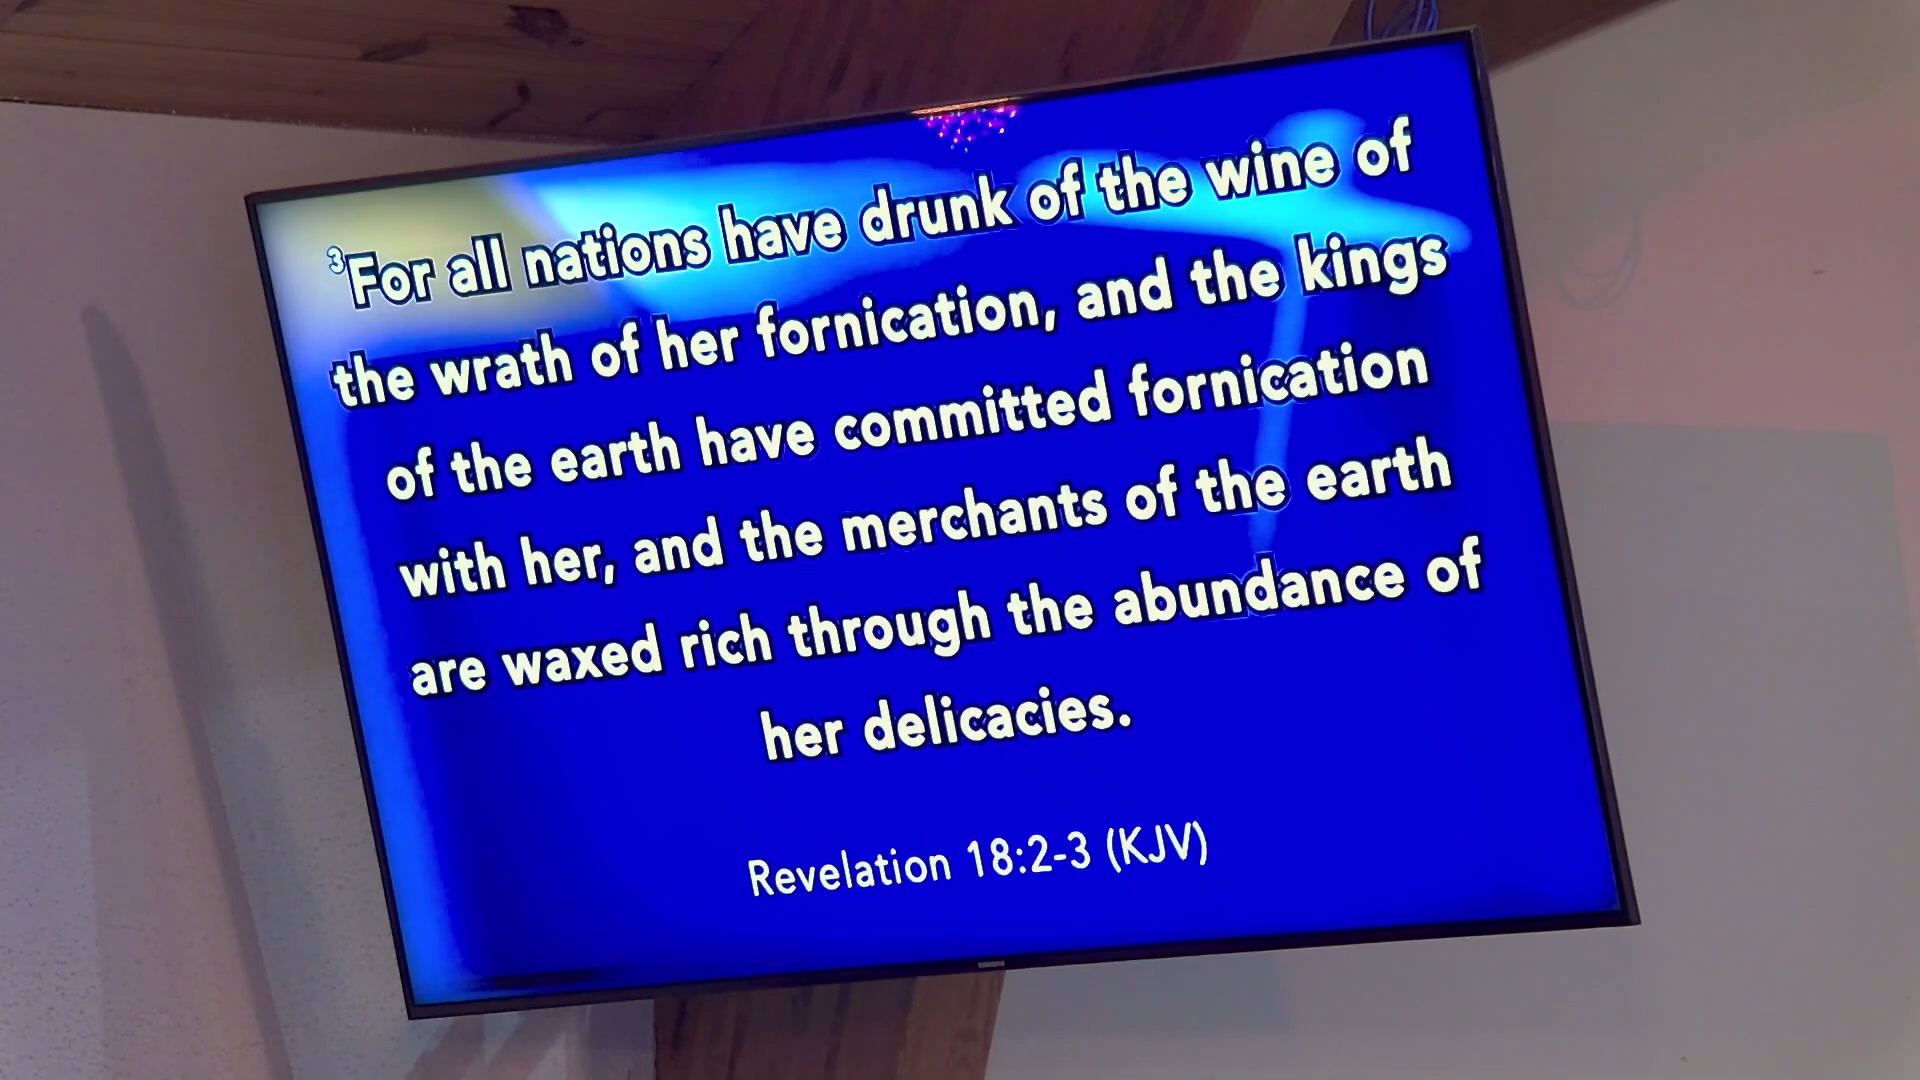 ³For all nations have drunk of the wine of
the wrath of her fornication, and the kings
of the earth have committed fornication
with her, and the merchants of the earth
are waxed rich through the abundance of
her delicacies.
Revelation 18:2-3 (KJV)